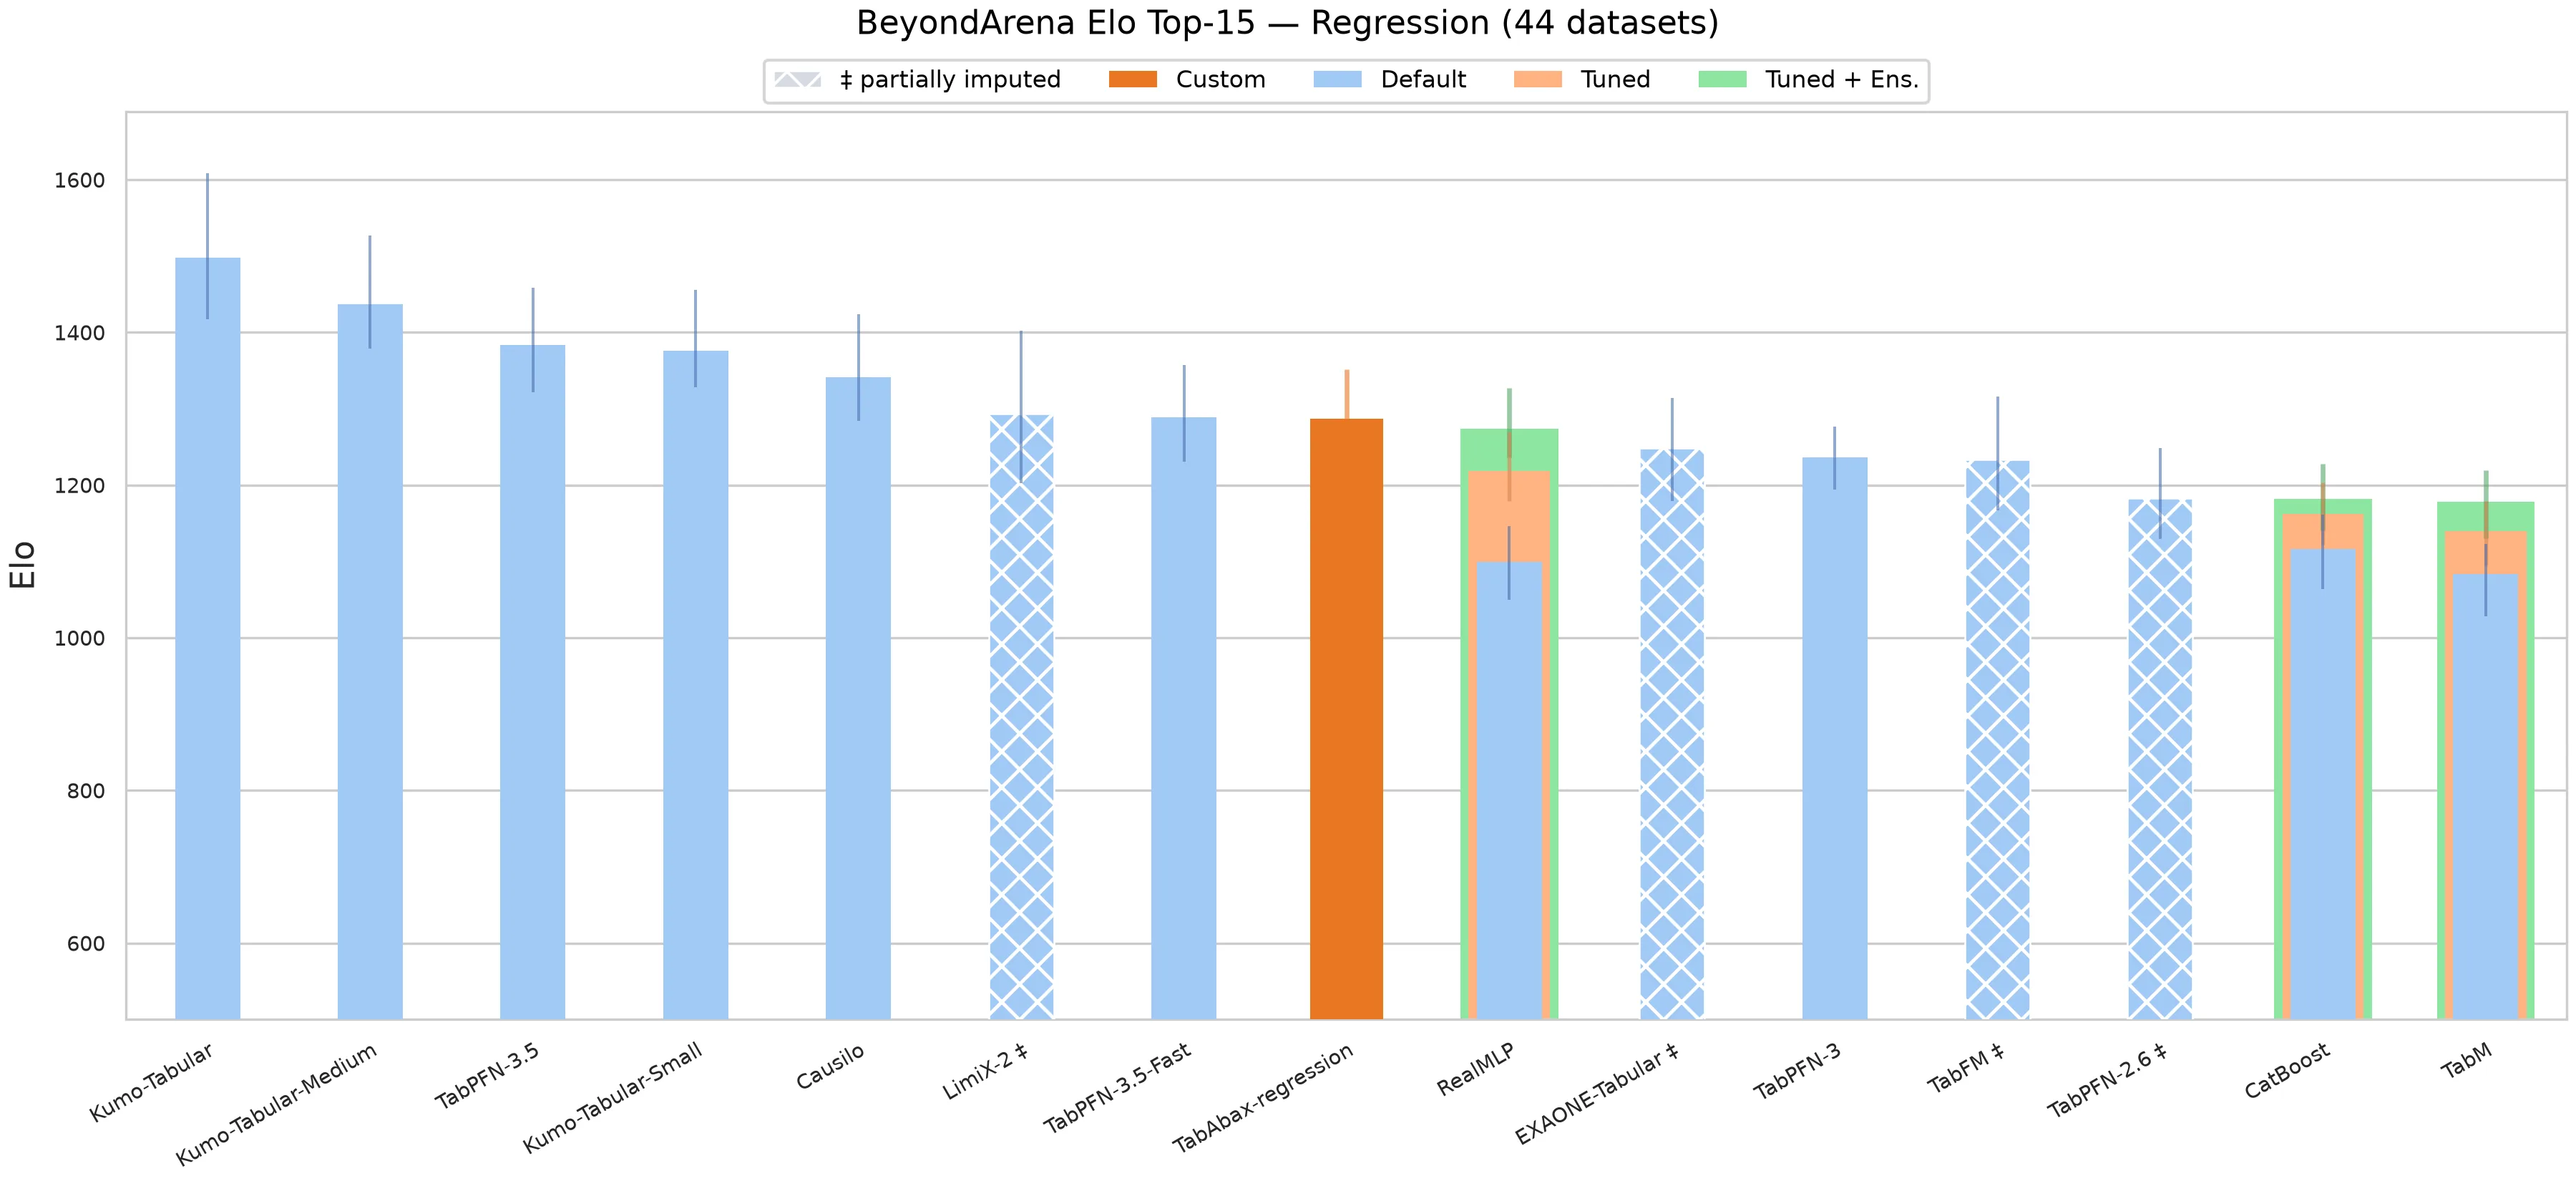 BeyondArena Elo Top-15 — Regression (44 datasets)
‡ partially imputed Custom Default Tuned Tuned + Ens.
Elo
1600
1400
1200
1000
800
600
Kumo-Tabular
Kumo-Tabular-Medium
TabPFN-3.5
Kumo-Tabular-Small
Causilo
LimiX-2 ‡
TabPFN-3.5-Fast
TabAbax-regression
RealMLP
EXAONE-Tabular ‡
TabPFN-3
TabFM ‡
TabPFN-2.6 ‡
CatBoost
TabM